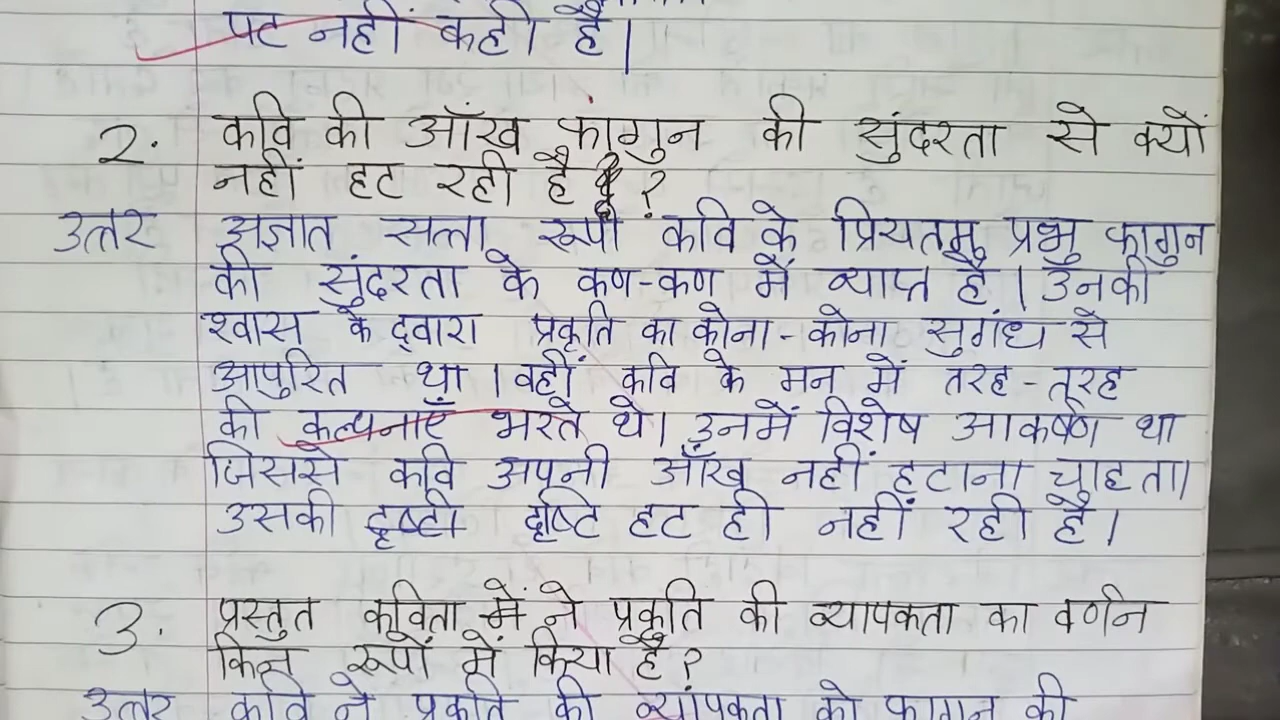 पट नहीं कही है।
2. कवि की आँख फांगुन की सुंदरता से क्यों
नहीं हट रही है ?
उत्तर अज्ञात सत्ता रूपी कवि के प्रियतम प्रभु फागुन
की सुंदरता के कण-कण में व्याप्त है। उनकी
श्वास के द्वारा प्रकृति का कोना-कोना सुगंध से
आपुरित था। वहीं कवि के मन में तरह-तरह
की कल्पनाएँ भरते थे। उनमें विशेष आकर्षण था
जिससे कवि अपनी आँख नहीं हटाना चाहता।
उसकी दृष्टी दृष्टि हट ही नहीं रही है।
3. प्रस्तुत कविता में ने प्रकृति की व्यापकता का वर्णन
किन रूपों में किया है?
उत्तर कवि ने प्रकृति की व्यापकता को फागुन की